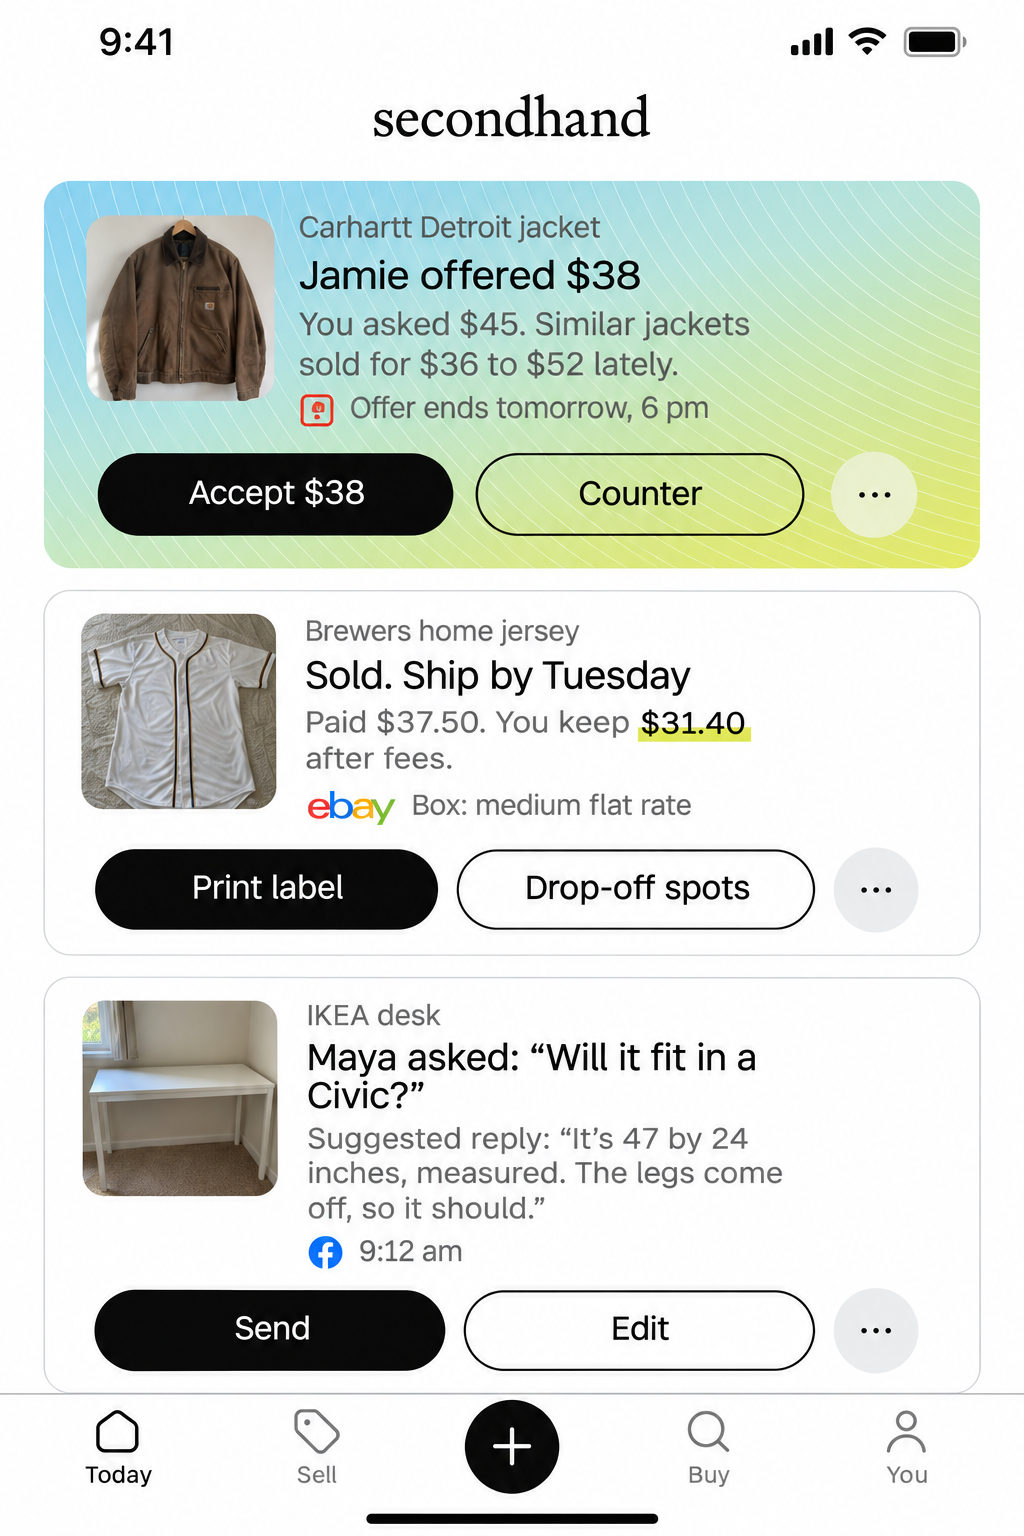 9:41
secondhand
Carhartt Detroit jacket
Jamie offered $38
You asked $45. Similar jackets
sold for $36 to $52 lately.
Offer ends tomorrow, 6 pm
Accept $38
Counter
Brewers home jersey
Sold. Ship by Tuesday
Paid $37.50. You keep $31.40
after fees.
ebay Box: medium flat rate
Print label
Drop-off spots
IKEA desk
Maya asked: “Will it fit in a
Civic?”
Suggested reply: “It’s 47 by 24
inches, measured. The legs come
off, so it should.”
9:12 am
Send
Edit
Today
Sell
Buy
You